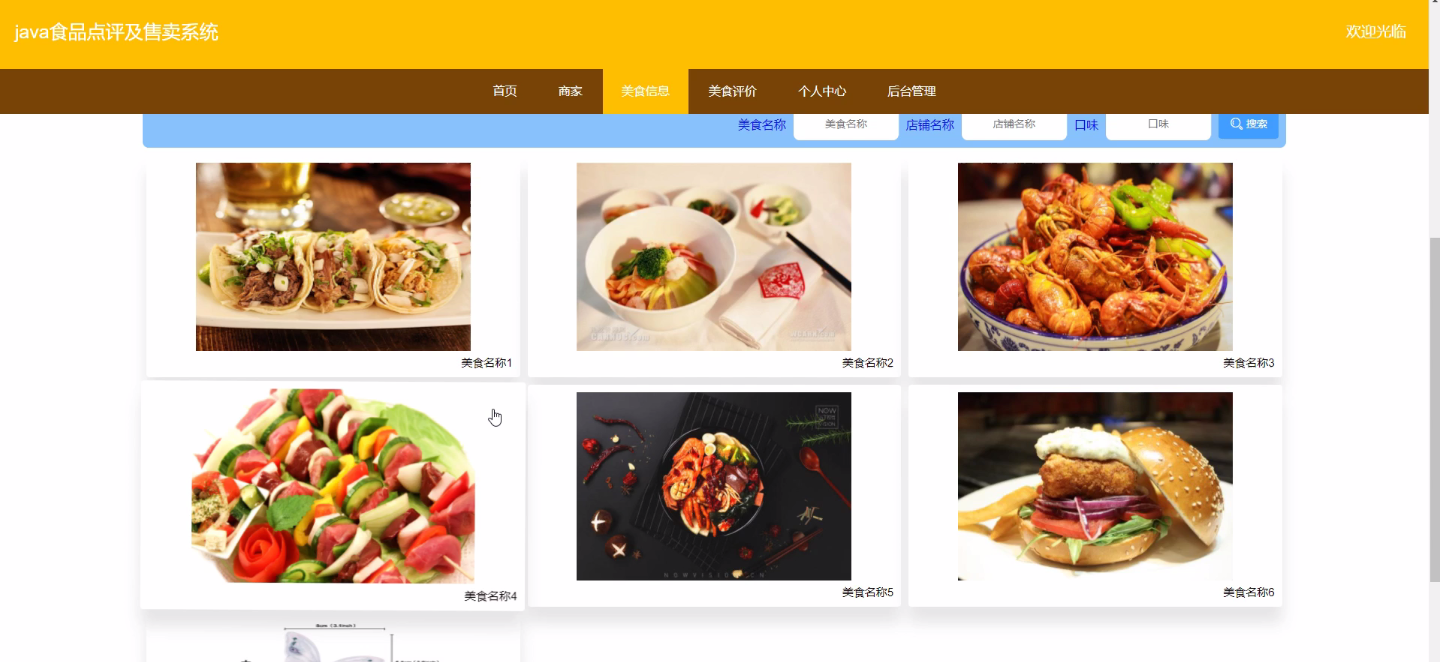 java食品点评及售卖系统
欢迎光临
首页
商家
美食信息
美食评价
个人中心
后台管理
美食名称
美食名称
店铺名称
店铺名称
口味
口味
搜索
美食名称1
美食名称2
美食名称3
美食名称4
美食名称5
美食名称6